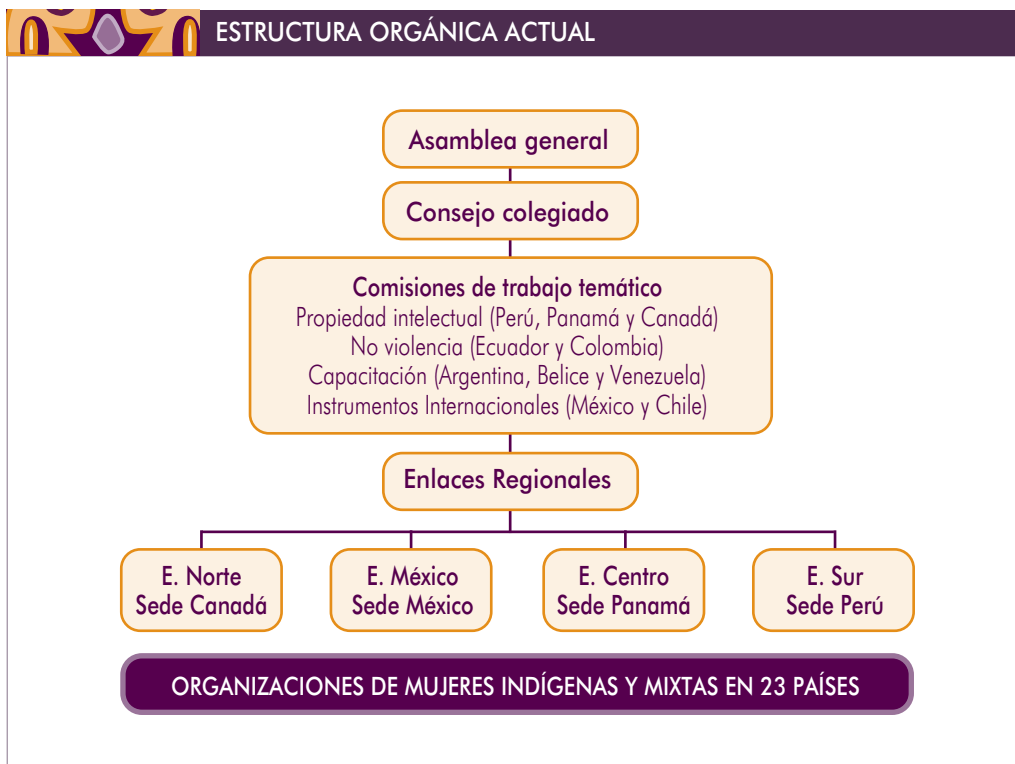 ESTRUCTURA ORGÁNICA ACTUAL
Asamblea general
Consejo colegiado
Comisiones de trabajo temático
Propiedad intelectual (Perú, Panamá y Canadá)
No violencia (Ecuador y Colombia)
Capacitación (Argentina, Belice y Venezuela)
Instrumentos Internacionales (México y Chile)
Enlaces Regionales
E. Norte
Sede Canadá
E. México
Sede México
E. Centro
Sede Panamá
E. Sur
Sede Perú
ORGANIZACIONES DE MUJERES INDÍGENAS Y MIXTAS EN 23 PAÍSES